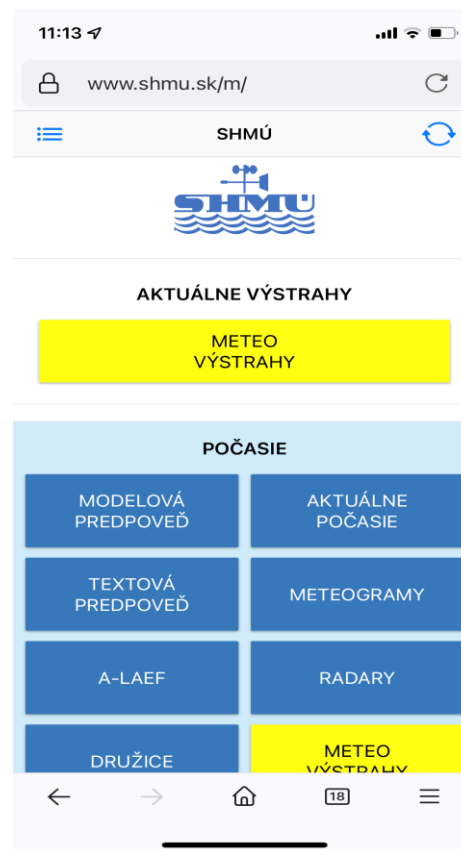 11:13
www.shmu.sk/m/
SHMÚ
SHMÚ
AKTUÁLNE VÝSTRAHY
METEO
VÝSTRAHY
POČASIE
MODELOVÁ
PREDPOVEĎ
AKTUÁLNE
POČASIE
TEXTOVÁ
PREDPOVEĎ
METEOGRAMY
A-LAEF
RADARY
DRUŽICE
METEO
VÝSTRAHY
18